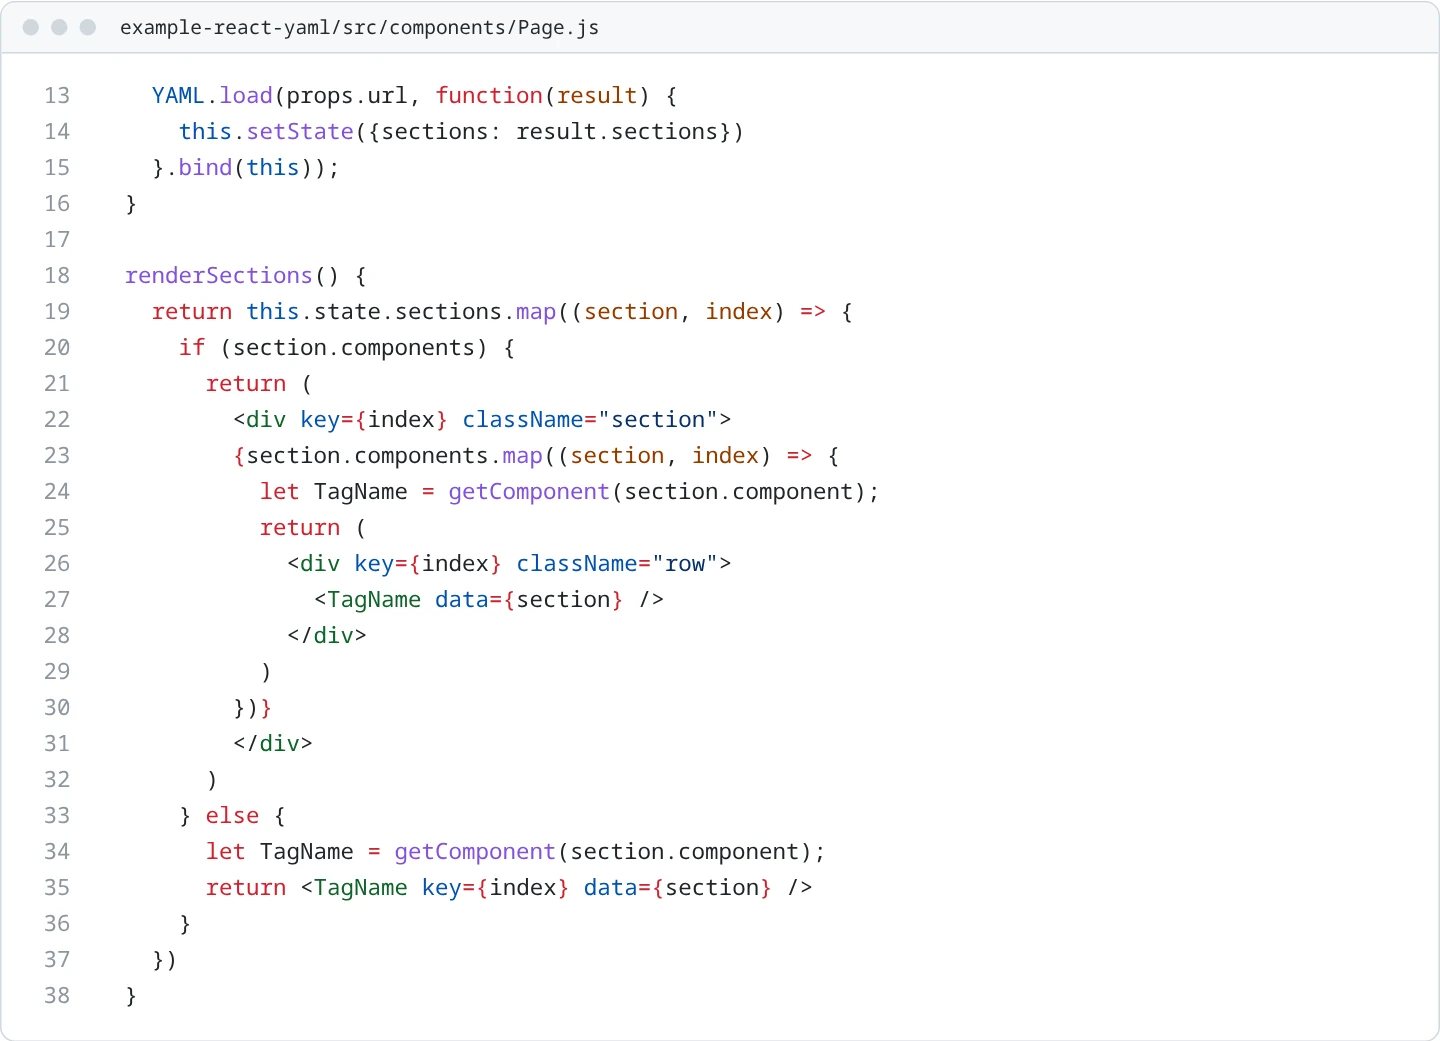 example-react-yaml/src/components/Page.js
13       YAML.load(props.url, function(result) {
14         this.setState({sections: result.sections})
15       }.bind(this));
16     }
17
18     renderSections() {
19       return this.state.sections.map((section, index) => {
20         if (section.components) {
21           return (
22             <div key={index} className="section">
23             {section.components.map((section, index) => {
24               let TagName = getComponent(section.component);
25               return (
26                 <div key={index} className="row">
27                   <TagName data={section} />
28                 </div>
29               )
30             })}
31             </div>
32           )
33         } else {
34           let TagName = getComponent(section.component);
35           return <TagName key={index} data={section} />
36         }
37       })
38     }